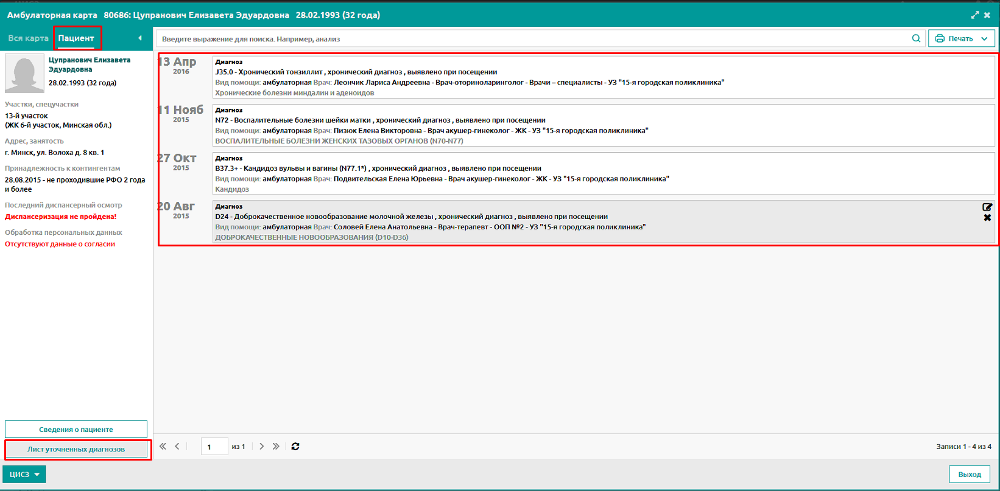 Амбулаторная карта 80686: Цупранович Елизавета Эдуардовна 28.02.1993 (32 года)
Вся карта Пациент
Введите выражение для поиска. Например, анализ
Печать
Цупранович Елизавета
Эдуардовна
28.02.1993 (32 года)
Участки, спецучастки
13-й участок
(ЖК 6-й участок, Минская обл.)
Адрес, занятость
г. Минск, ул. Волоха д. 8 кв. 1
Принадлежность к контингентам
28.08.2015 - не проходившие РФО 2 года
и более
Последний диспансерный осмотр
Диспансеризация не пройдена!
Обработка персональных данных
Отсутствуют данные о согласии
Сведения о пациенте
Лист уточненных диагнозов
13 Апр
2016
Диагноз
J35.0 - Хронический тонзиллит , хронический диагноз , выявлено при посещении
Вид помощи: амбулаторная Врач: Леончик Лариса Андреевна - Врач-оториноларинголог - Врачи – специалисты - УЗ "15-я городская поликлиника"
Хронические болезни миндалин и аденоидов
11 Нояб
2015
Диагноз
N72 - Воспалительные болезни шейки матки , хронический диагноз , выявлено при посещении
Вид помощи: амбулаторная Врач: Пизюк Елена Викторовна - Врач акушер-гинеколог - ЖК - УЗ "15-я городская поликлиника"
ВОСПАЛИТЕЛЬНЫЕ БОЛЕЗНИ ЖЕНСКИХ ТАЗОВЫХ ОРГАНОВ (N70-N77)
27 Окт
2015
Диагноз
B37.3+ - Кандидоз вульвы и вагины (N77.1*) , хронический диагноз , выявлено при посещении
Вид помощи: амбулаторная Врач: Подвительская Елена Юрьевна - Врач акушер-гинеколог - ЖК - УЗ "15-я городская поликлиника"
Кандидоз
20 Авг
2015
Диагноз
D24 - Доброкачественное новообразование молочной железы , хронический диагноз , выявлено при посещении
Вид помощи: амбулаторная Врач: Соловей Елена Анатольевна - Врач-терапевт - ООП №2 - УЗ "15-я городская поликлиника"
ДОБРОКАЧЕСТВЕННЫЕ НОВООБРАЗОВАНИЯ (D10-D36)
1 из 1
Записи 1 - 4 из 4
ЦИСЗ
Выход